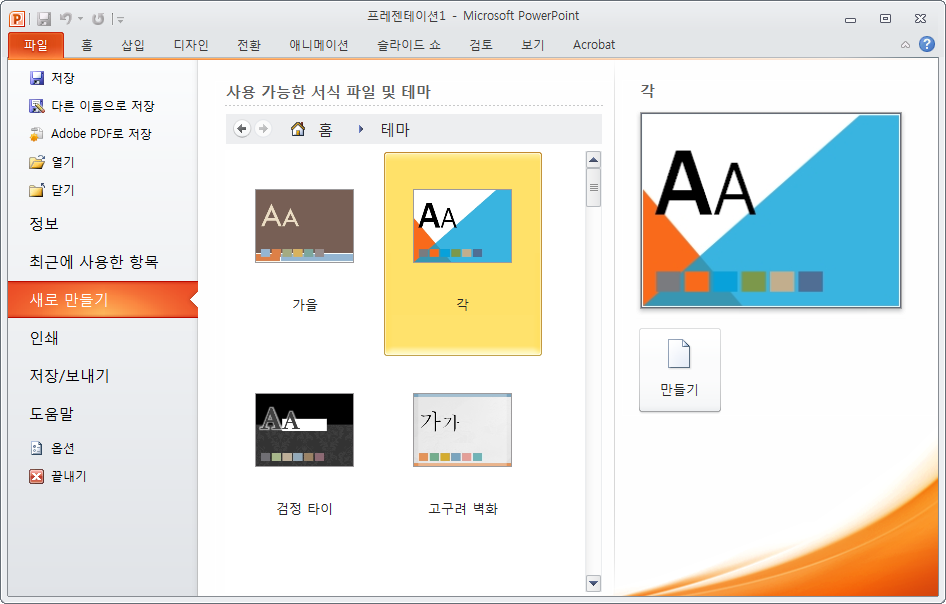 프레젠테이션1 - Microsoft PowerPoint
파일 홈 삽입 디자인 전환 애니메이션 슬라이드 쇼 검토 보기 Acrobat
저장
다른 이름으로 저장
Adobe PDF로 저장
열기
닫기
정보
최근에 사용한 항목
새로 만들기
인쇄
저장/보내기
도움말
옵션
끝내기
사용 가능한 서식 파일 및 테마
홈 테마
AA
가을
AA
각
AA
검정 타이
가가
고구려 벽화
각
AA
만들기